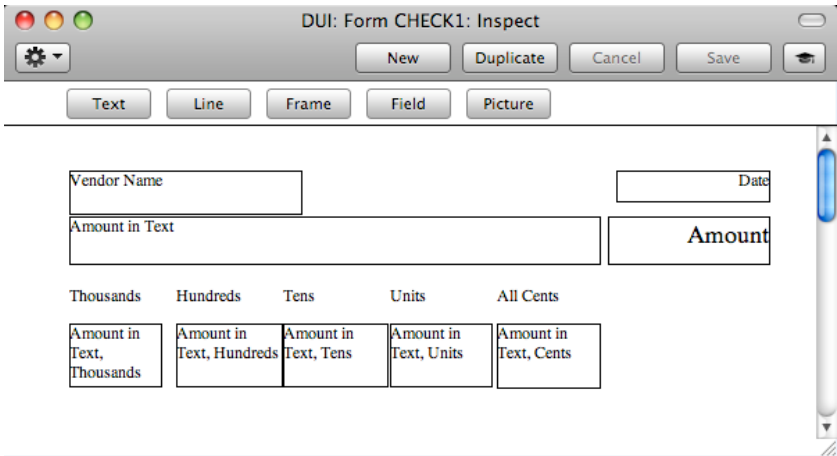 DUI: Form CHECK1: Inspect
New Duplicate Cancel Save
Text Line Frame Field Picture
Vendor Name Date
Amount in Text Amount
Thousands Hundreds Tens Units All Cents
Amount in Amount in Amount in Amount in Amount in
Text, Text, Hundreds Text, Tens Text, Units Text, Cents
Thousands